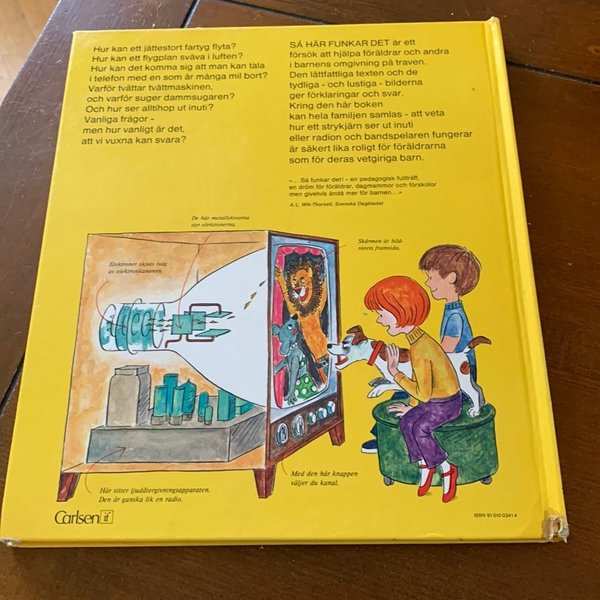 Hur kan ett jättestort fartyg flyta?
Hur kan ett flygplan sväva i luften?
Hur kan det komma sig att man kan tala
i telefon med en som är många mil bort?
Varför tvättar tvättmaskinen,
och varför suger dammsugaren?
Och hur ser alltihop ut inuti?
Vanliga frågor -
men hur vanligt är det,
att vi vuxna kan svara?
SÅ HÄR FUNKAR DET är ett
försök att hjälpa föräldrar och andra
i barnens omgivning på traven.
Den lättfattliga texten och de
tydliga - och lustiga - bilderna
ger förklaringar och svar.
Kring den här boken
kan hela familjen samlas - att veta
hur ett strykjärn ser ut inuti
eller radion och bandspelaren fungerar
är säkert lika roligt för föräldrarna
som för deras vetgiriga barn.
«. . . Så funkar det! - en pedagogisk fullträff,
en dröm för föräldrar, dagmammor och förskolor
men givetvis ändå mer för barnen. . .»
A.L. Wik-Thorsell, Svenska Dagbladet
De här metallskivorna
styr elektronerna.
Elektroner skjuts iväg
av elektronkanonen.
Skärmen är bild-
rörets framsida.
Med den här knappen
väljer du kanal.
Här sitter ljudåtergivningsapparaten.
Den är ganska lik en radio.
Carlsen if
ISBN 91 510 0341 6